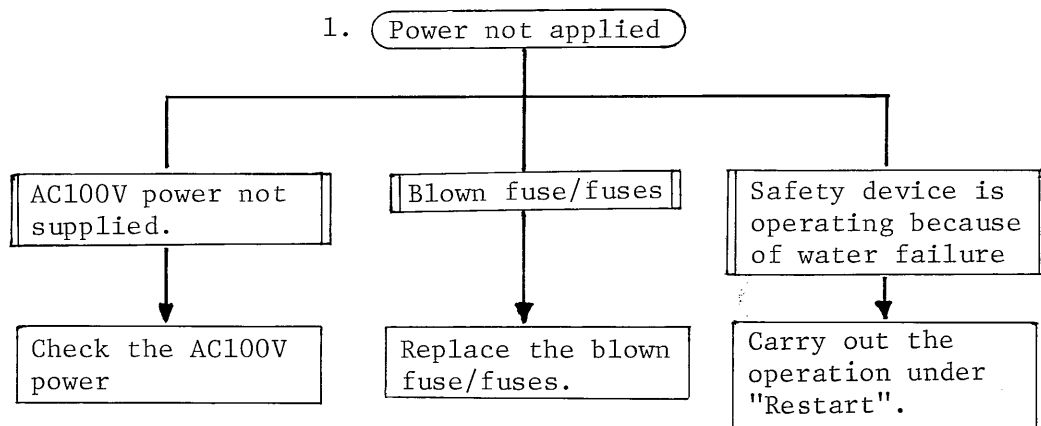 1. Power not applied
AC100V power not
supplied.
Blown fuse/fuses
Safety device is
operating because
of water failure
Check the AC100V
power
Replace the blown
fuse/fuses.
Carry out the
operation under
"Restart".